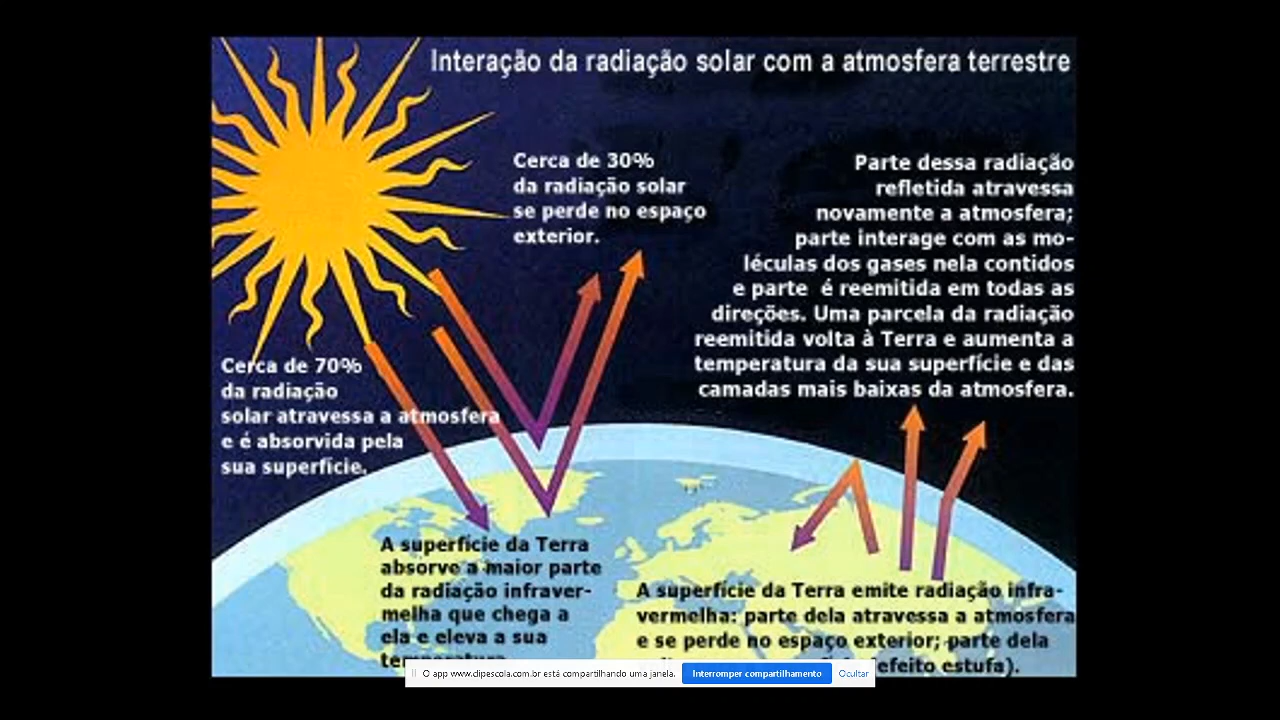 Interação da radiação solar com a atmosfera terrestre
Cerca de 30%
da radiação solar
se perde no espaço
exterior.
Parte dessa radiação
refletida atravessa
novamente a atmosfera;
parte interage com as mo-
léculas dos gases nela contidos
e parte é reemitida em todas as
direções. Uma parcela da radiação
reemitida volta à Terra e aumenta a
temperatura da sua superfície e das
camadas mais baixas da atmosfera.
Cerca de 70%
da radiação
solar atravessa a atmosfera
e é absorvida pela
sua superfície.
A superfície da Terra
absorve a maior parte
da radiação infraver-
melha que chega a
ela e eleva a sua
temperatura.
A superfície da Terra emite radiação infra-
vermelha: parte dela atravessa a atmosfera
e se perde no espaço exterior; parte dela
efeito estufa).
O app www.dipescola.com.br está compartilhando uma janela.
Interromper compartilhamento
Ocultar